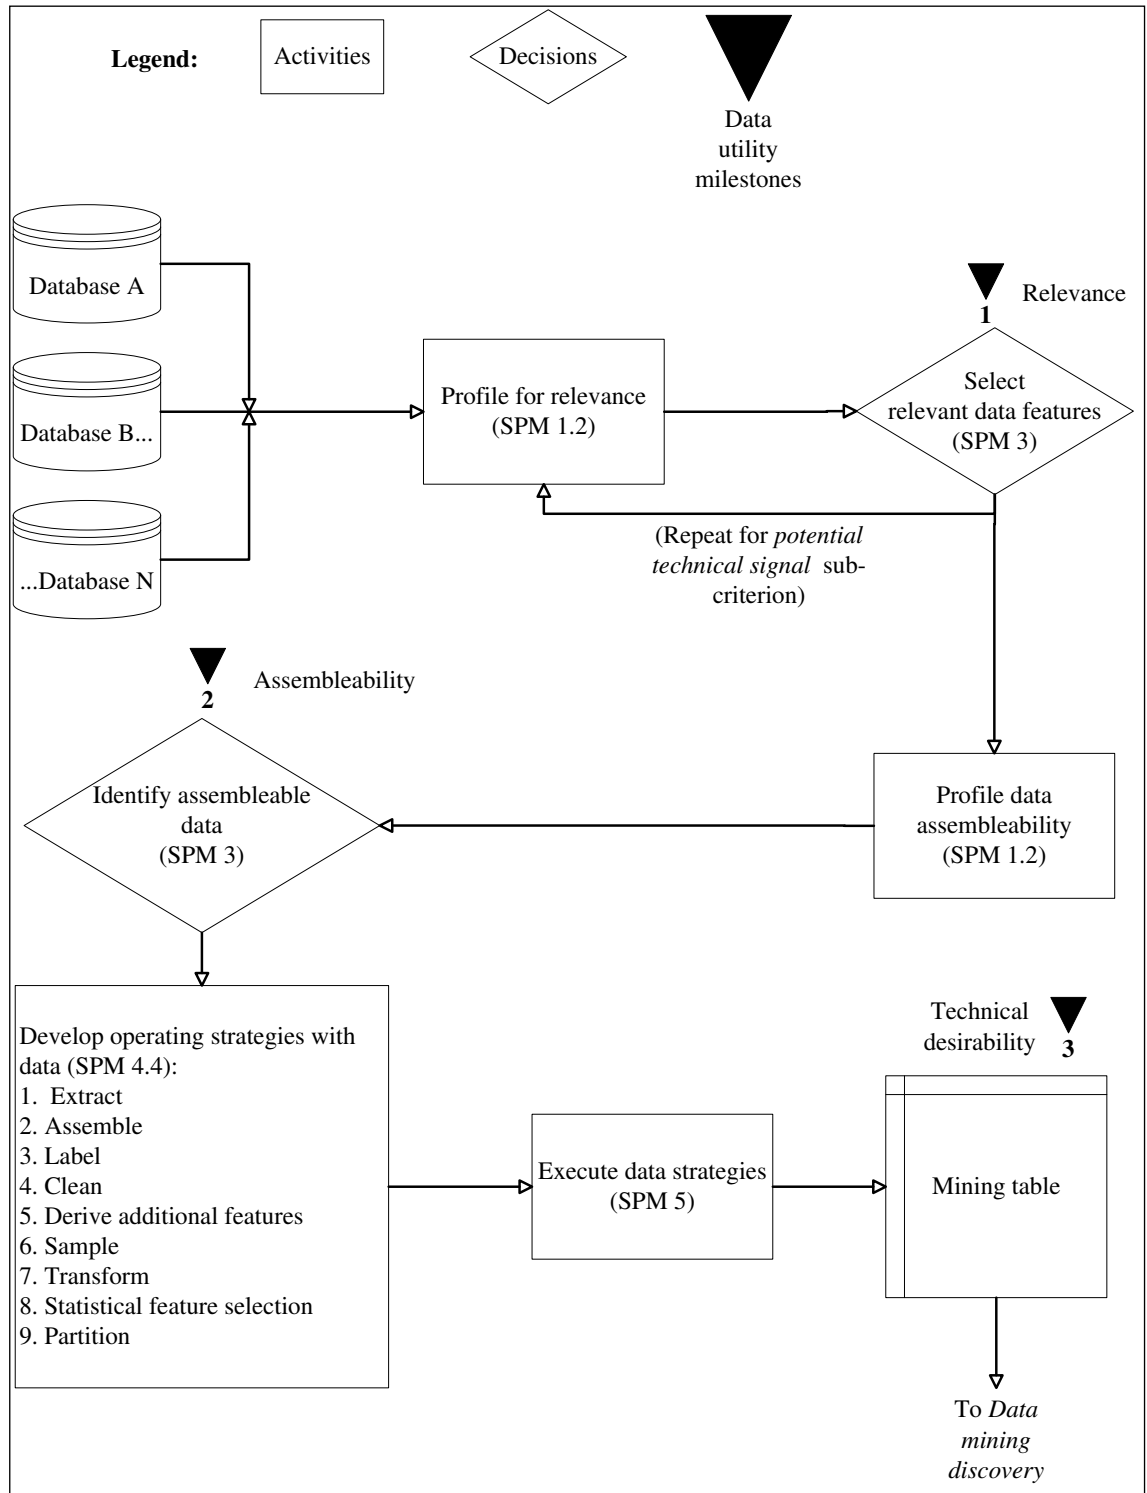 Legend:
Activities
Decisions
Data
utility
milestones
Database A
Database B...
...Database N
Profile for relevance
(SPM 1.2)
1
Relevance
Select
relevant data features
(SPM 3)
(Repeat for potential
technical signal sub-
criterion)
2
Assembleability
Identify assembleable
data
(SPM 3)
Profile data
assembleability
(SPM 1.2)
Develop operating strategies with
data (SPM 4.4):
1. Extract
2. Assemble
3. Label
4. Clean
5. Derive additional features
6. Sample
7. Transform
8. Statistical feature selection
9. Partition
Execute data strategies
(SPM 5)
Technical
desirability
3
Mining table
To Data
mining
discovery